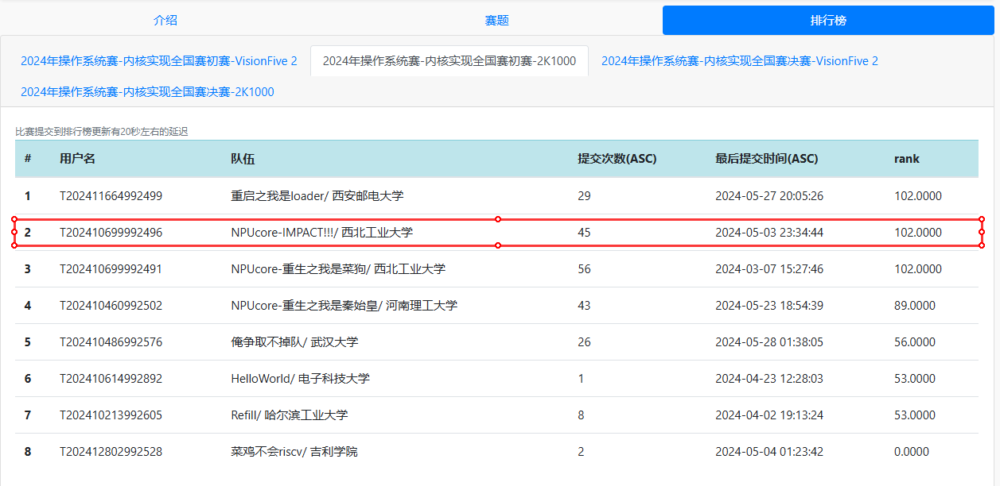 介绍 赛题 排行榜
2024年操作系统赛-内核实现全国赛初赛-VisionFive 2 2024年操作系统赛-内核实现全国赛初赛-2K1000 2024年操作系统赛-内核实现全国赛决赛-VisionFive 2
2024年操作系统赛-内核实现全国赛决赛-2K1000
比赛提交到排行榜更新有20秒左右的延迟
# 用户名 队伍 提交次数(ASC) 最后提交时间(ASC) rank
1 T202411664992499 重启之我是loader/ 西安邮电大学 29 2024-05-27 20:05:26 102.0000
2 T202410699992496 NPUcore-IMPACT!!!/ 西北工业大学 45 2024-05-03 23:34:44 102.0000
3 T202410699992491 NPUcore-重生之我是菜狗/ 西北工业大学 56 2024-03-07 15:27:46 102.0000
4 T202410460992502 NPUcore-重生之我是秦始皇/ 河南理工大学 43 2024-05-23 18:54:39 89.0000
5 T202410486992576 俺争取不掉队/ 武汉大学 26 2024-05-28 01:38:05 56.0000
6 T202410614992892 HelloWorld/ 电子科技大学 1 2024-04-23 12:28:03 53.0000
7 T202410213992605 Refill/ 哈尔滨工业大学 8 2024-04-02 19:13:24 53.0000
8 T202412802992528 菜鸡不会riscv/ 吉利学院 2 2024-05-04 01:23:42 0.0000